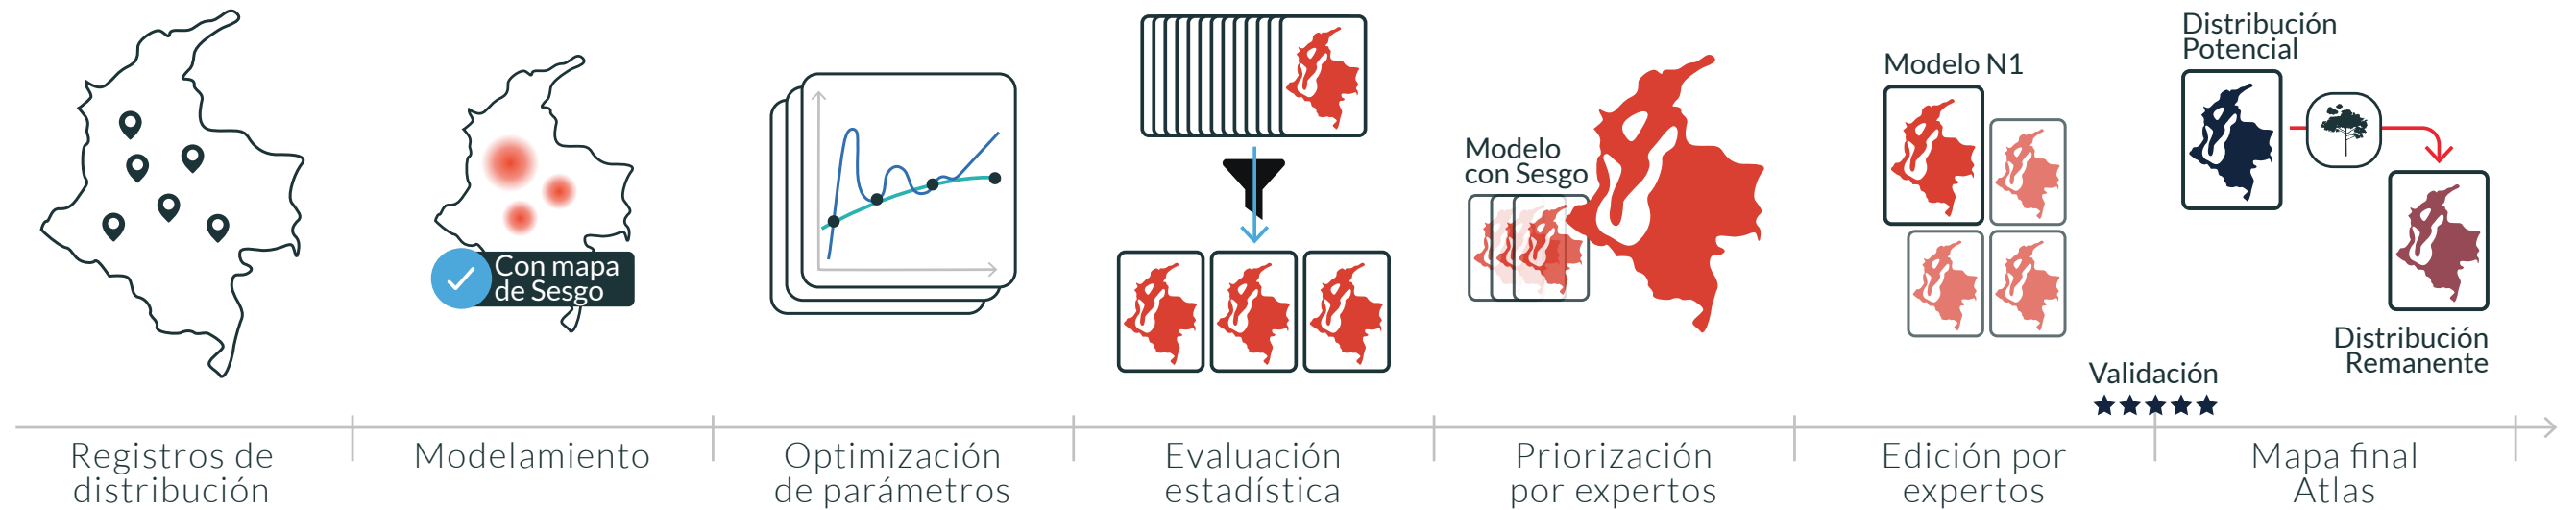 Con mapa
de Sesgo
Modelo
con Sesgo
Modelo N1
Distribución
Potencial
Distribución
Remanente
Validación
Registros de
distribución
Modelamiento
Optimización
de parámetros
Evaluación
estadística
Priorización
por expertos
Edición por
expertos
Mapa final
Atlas